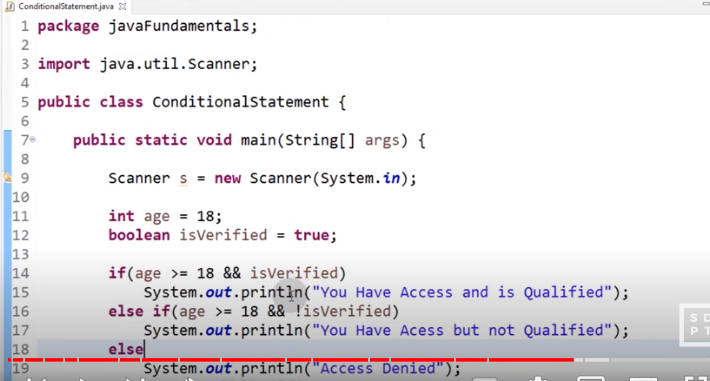 ConditionalStatement.java
1 package javaFundamentals;
2
3 import java.util.Scanner;
4
5 public class ConditionalStatement {
6
7 public static void main(String[] args) {
8
9 Scanner s = new Scanner(System.in);
10
11 int age = 18;
12 boolean isVerified = true;
13
14 if(age >= 18 && isVerified)
15 System.out.println("You Have Access and is Qualified");
16 else if(age >= 18 && !isVerified)
17 System.out.println("You Have Acess but not Qualified");
18 else
19 System.out.println("Access Denied");
S D
P T